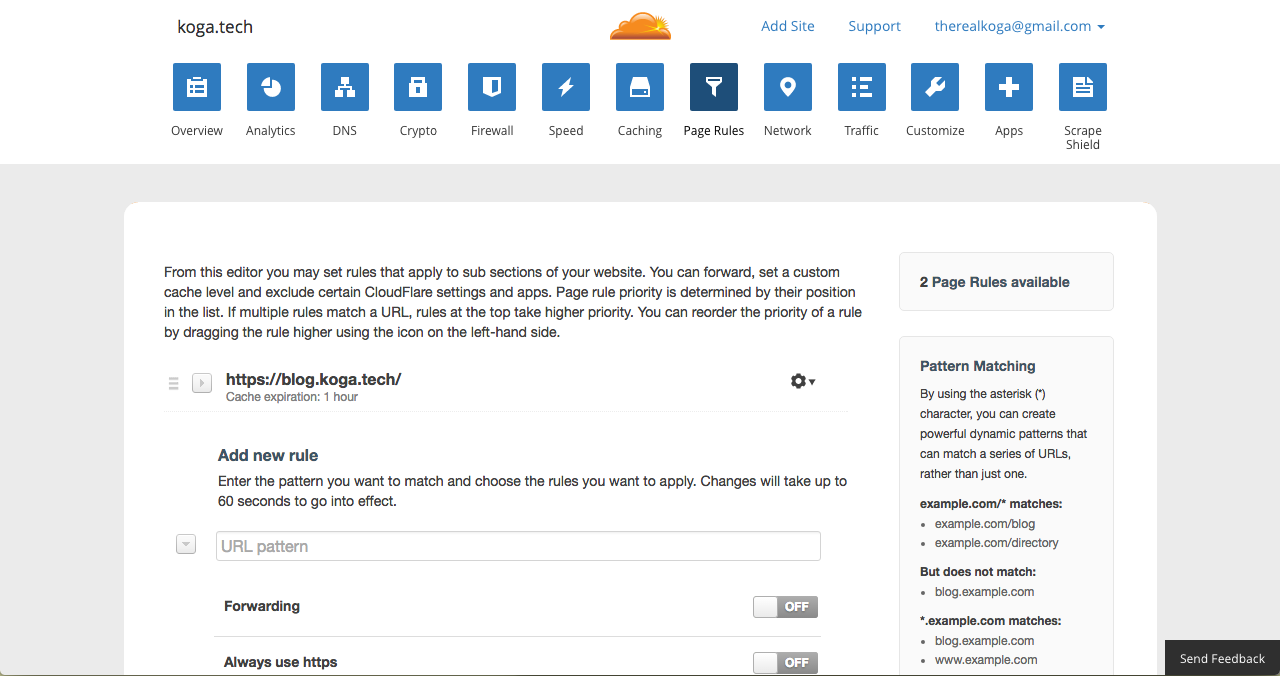 koga.tech
Add Site
Support
therealkoga@gmail.com
Overview
Analytics
DNS
Crypto
Firewall
Speed
Caching
Page Rules
Network
Traffic
Customize
Apps
Scrape
Shield
From this editor you may set rules that apply to sub sections of your website. You can forward, set a custom
cache level and exclude certain CloudFlare settings and apps. Page rule priority is determined by their position
in the list. If multiple rules match a URL, rules at the top take higher priority. You can reorder the priority of a rule
by dragging the rule higher using the icon on the left-hand side.
https://blog.koga.tech/
Cache expiration: 1 hour
Add new rule
Enter the pattern you want to match and choose the rules you want to apply. Changes will take up to
60 seconds to go into effect.
URL pattern
Forwarding
OFF
Always use https
OFF
2 Page Rules available
Pattern Matching
By using the asterisk (*)
character, you can create
powerful dynamic patterns that
can match a series of URLs,
rather than just one.
example.com/* matches:
• example.com/blog
• example.com/directory
But does not match:
• blog.example.com
*.example.com matches:
• blog.example.com
• www.example.com
Send Feedback